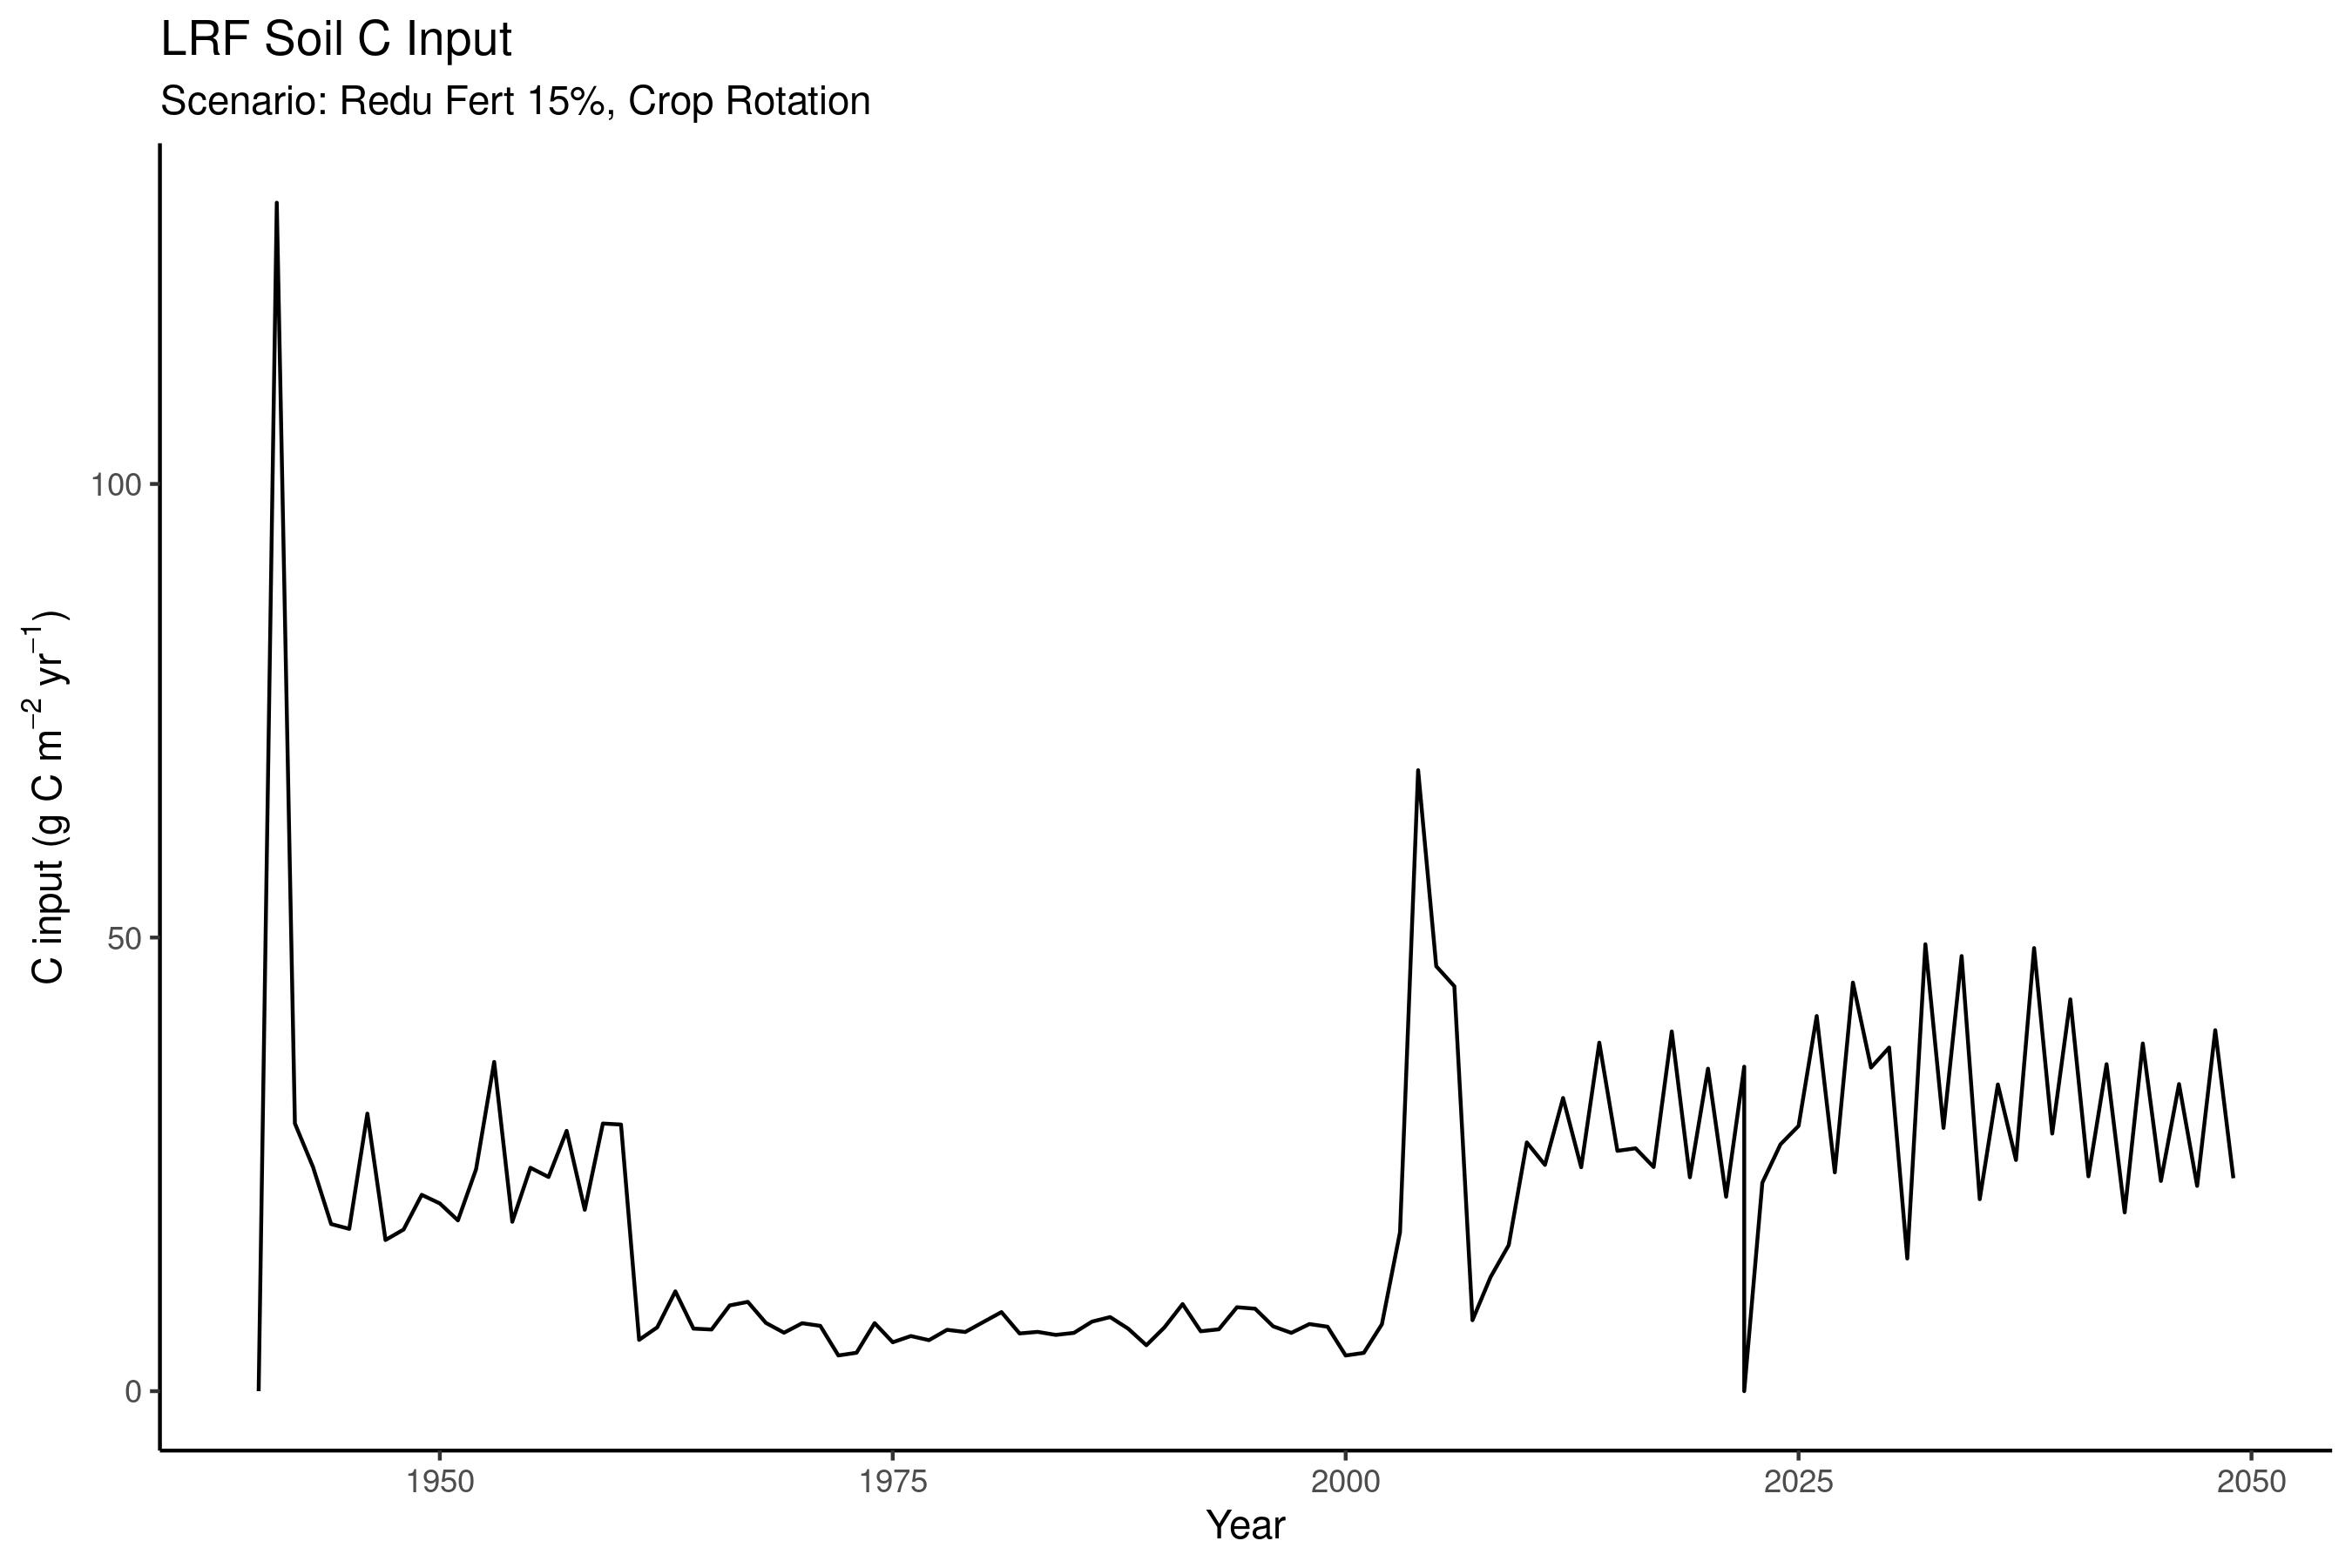 LRF Soil C Input
Scenario: Redu Fert 15%, Crop Rotation
C input (g C m⁻² yr⁻¹)
100
50
0
1950
1975
2000
2025
2050
Year